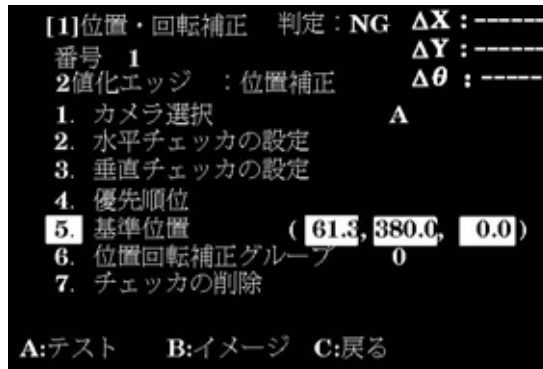 [1]位置・回転補正 判定:NG ΔX:------
番号 1 ΔY:-----
2値化エッジ :位置補正 Δθ:-----
1. カメラ選択 A
2. 水平チェッカの設定
3. 垂直チェッカの設定
4. 優先順位
5. 基準位置 ( 61.3, 380.0, 0.0)
6. 位置回転補正グループ 0
7. チェッカの削除
A:テスト B:イメージ C:戻る